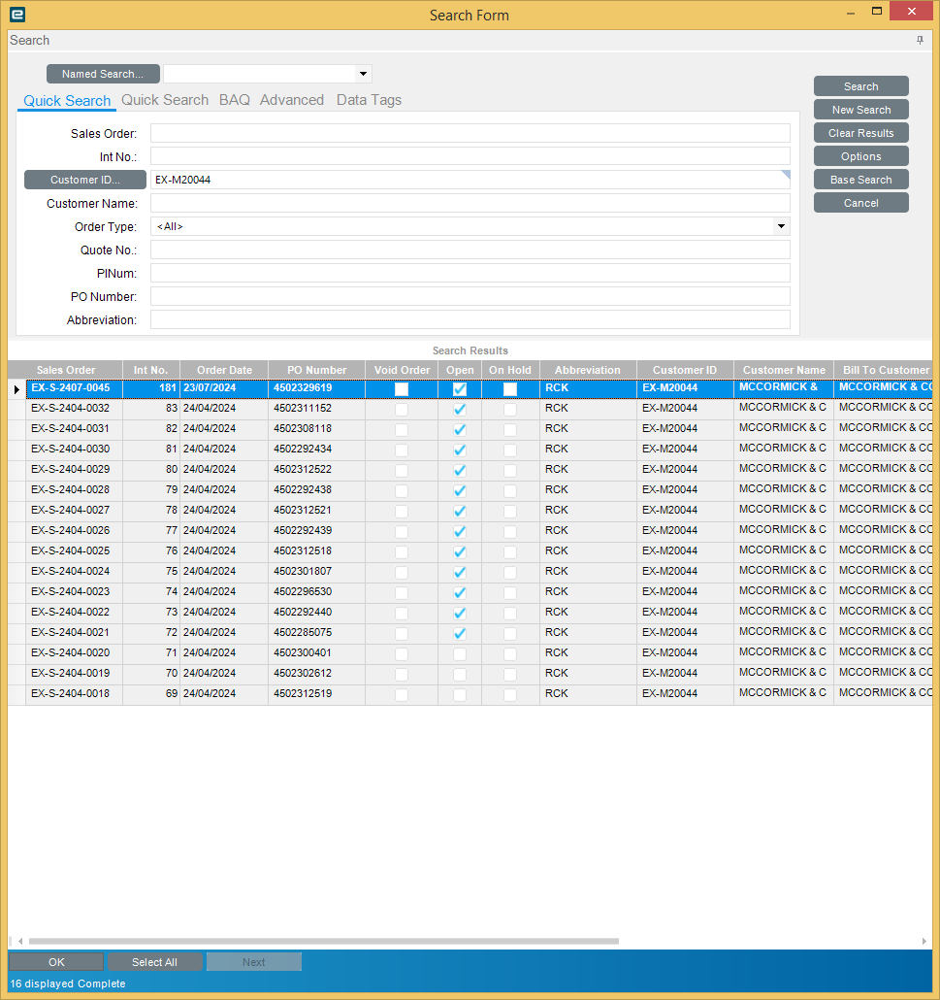 Search Form
Search
Named Search...
Quick Search Quick Search BAQ Advanced Data Tags
Sales Order:
Int No.:
Customer ID... EX-M20044
Customer Name:
Order Type: <All>
Quote No.:
PINum:
PO Number:
Abbreviation:
Search
New Search
Clear Results
Options
Base Search
Cancel
Search Results
Sales Order Int No. Order Date PO Number Void Order Open On Hold Abbreviation Customer ID Customer Name Bill To Customer
EX-S-2407-0045 181 23/07/2024 4502329619 RCK EX-M20044 MCCORMICK & MCCORMICK & CO
EX-S-2404-0032 83 24/04/2024 4502311152 RCK EX-M20044 MCCORMICK & C MCCORMICK & CO
EX-S-2404-0031 82 24/04/2024 4502308118 RCK EX-M20044 MCCORMICK & C MCCORMICK & CO
EX-S-2404-0030 81 24/04/2024 4502292434 RCK EX-M20044 MCCORMICK & C MCCORMICK & CO
EX-S-2404-0029 80 24/04/2024 4502312522 RCK EX-M20044 MCCORMICK & C MCCORMICK & CO
EX-S-2404-0028 79 24/04/2024 4502292438 RCK EX-M20044 MCCORMICK & C MCCORMICK & CO
EX-S-2404-0027 78 24/04/2024 4502312521 RCK EX-M20044 MCCORMICK & C MCCORMICK & CO
EX-S-2404-0026 77 24/04/2024 4502292439 RCK EX-M20044 MCCORMICK & C MCCORMICK & CO
EX-S-2404-0025 76 24/04/2024 4502312518 RCK EX-M20044 MCCORMICK & C MCCORMICK & CO
EX-S-2404-0024 75 24/04/2024 4502301807 RCK EX-M20044 MCCORMICK & C MCCORMICK & CO
EX-S-2404-0023 74 24/04/2024 4502296530 RCK EX-M20044 MCCORMICK & C MCCORMICK & CO
EX-S-2404-0022 73 24/04/2024 4502292440 RCK EX-M20044 MCCORMICK & C MCCORMICK & CO
EX-S-2404-0021 72 24/04/2024 4502285075 RCK EX-M20044 MCCORMICK & C MCCORMICK & CO
EX-S-2404-0020 71 24/04/2024 4502300401 RCK EX-M20044 MCCORMICK & C MCCORMICK & CO
EX-S-2404-0019 70 24/04/2024 4502302612 RCK EX-M20044 MCCORMICK & C MCCORMICK & CO
EX-S-2404-0018 69 24/04/2024 4502312519 RCK EX-M20044 MCCORMICK & C MCCORMICK & CO
OK Select All Next
16 displayed Complete